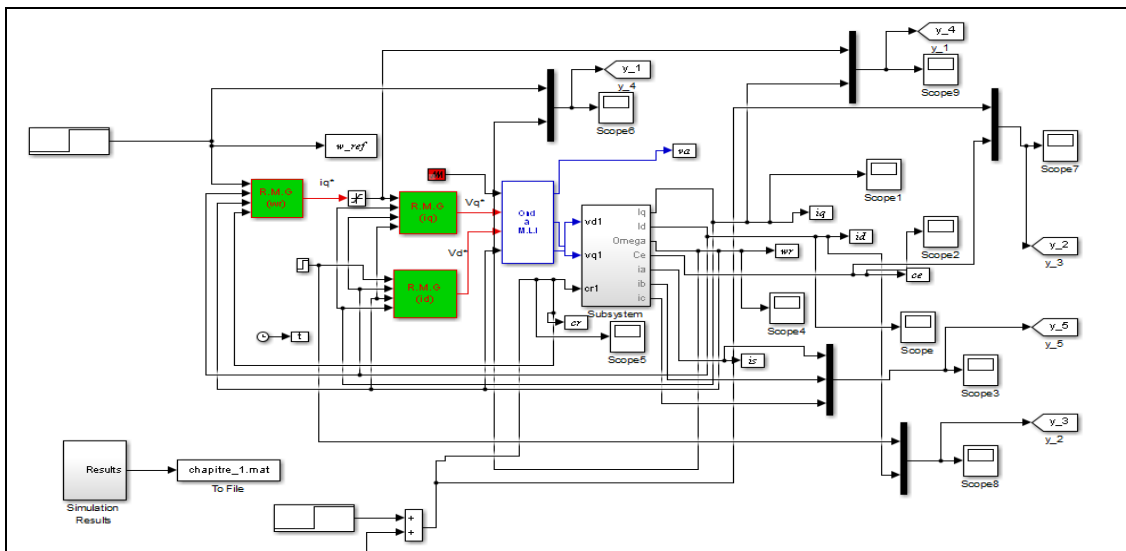 y_4
y_1
Scope9
y_1
y_4
Scope6
w_ref
va
Scope7
R.M.G
(wr)
iq*
R.M.G
(iq)
Vq*
Ond
a
M.L.I
vd1
vq1
cr1
Iq
Id
Omega
Ce
ia
ib
ic
Subsystem
Scope1
iq
id
Scope2
wr
ce
y_2
y_3
Vd*
R.M.G
(id)
t
cr
Scope5
Scope4
is
Scope
y_5
y_5
Scope3
y_3
y_2
Scope8
Results
Simulation
Results
chapitre_1.mat
To File
+
+